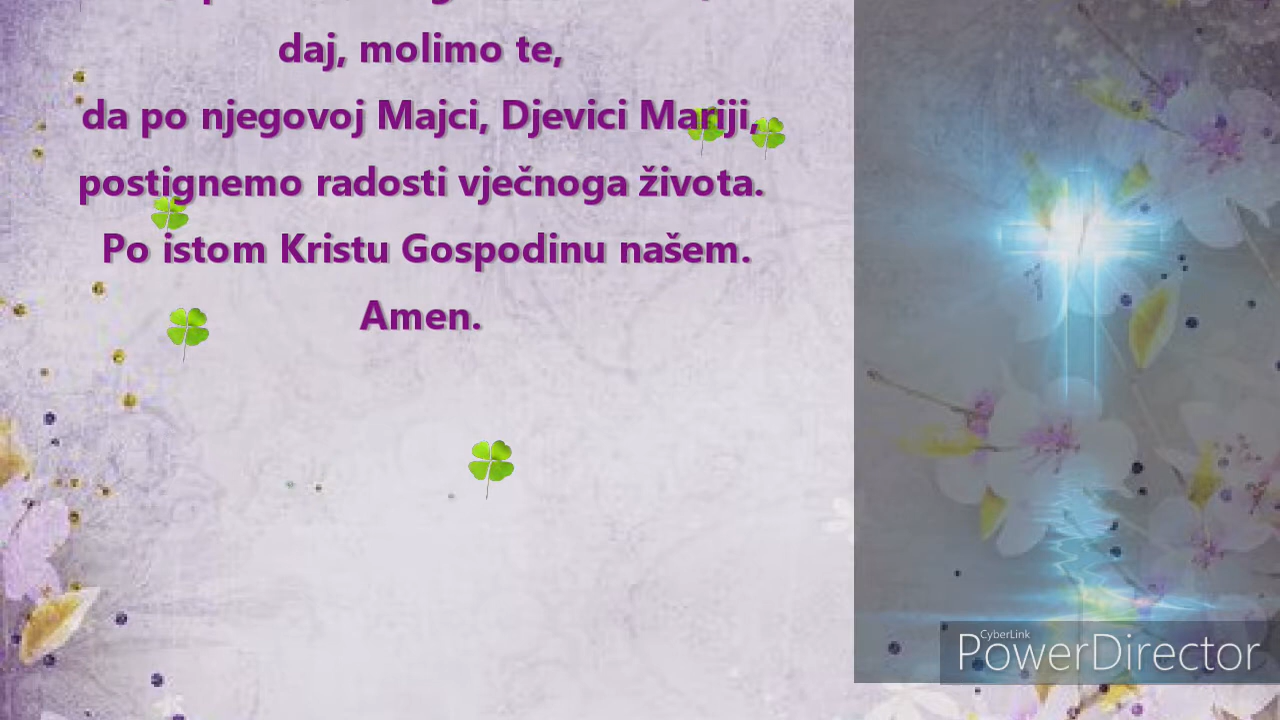 daj, molimo te,
da po njegovoj Majci, Djevici Mariji,
postignemo radosti vječnoga života.
Po istom Kristu Gospodinu našem.
Amen.
CyberLink
PowerDirector